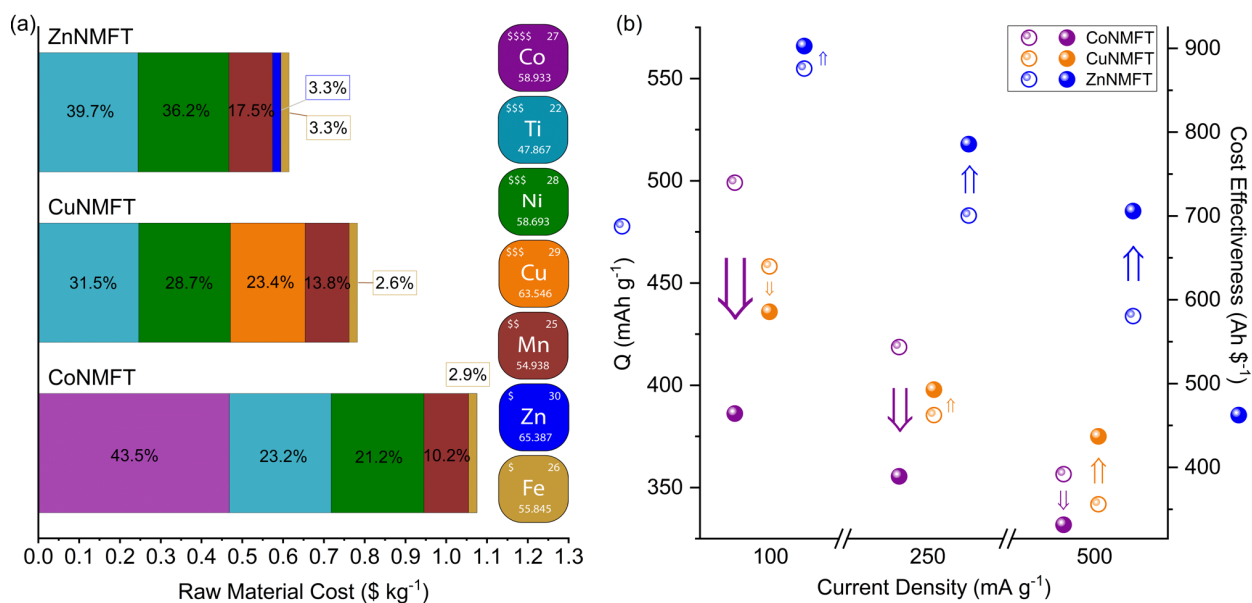 (a)
ZnNMFT
39.7%
36.2%
17.5%
3.3%
3.3%
CuNMFT
31.5%
28.7%
23.4%
13.8%
2.6%
CoNMFT
2.9%
43.5%
23.2%
21.2%
10.2%
$$$$ 27
Co
58.933
$$$ 22
Ti
47.867
$$$ 28
Ni
58.693
$$$ 29
Cu
63.546
$$ 25
Mn
54.938
$ 30
Zn
65.387
$ 26
Fe
55.845
0.0 0.1 0.2 0.3 0.4 0.5 0.6 0.7 0.8 0.9 1.0 1.1 1.2 1.3
Raw Material Cost ($ kg⁻¹)
(b)
CoNMFT
CuNMFT
ZnNMFT
550
500
450
400
350
Q (mAh g⁻¹)
900
800
700
600
500
400
Cost Effectiveness (Ah $⁻¹)
100 250 500
Current Density (mA g⁻¹)